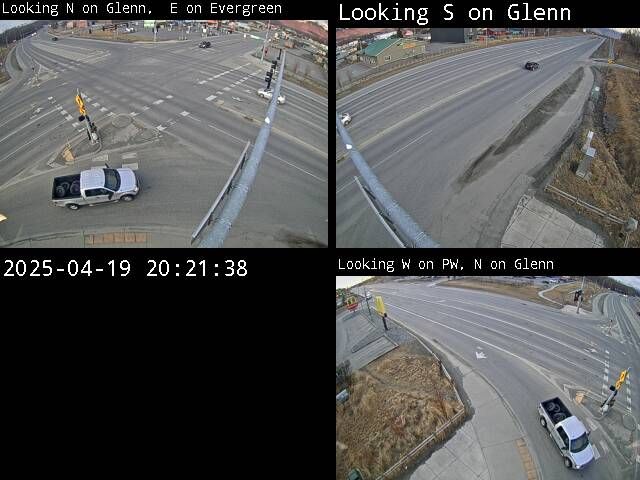 Looking N on Glenn, E on Evergreen
Looking S on Glenn
2025-04-19 20:21:38
Looking W on PW, N on Glenn